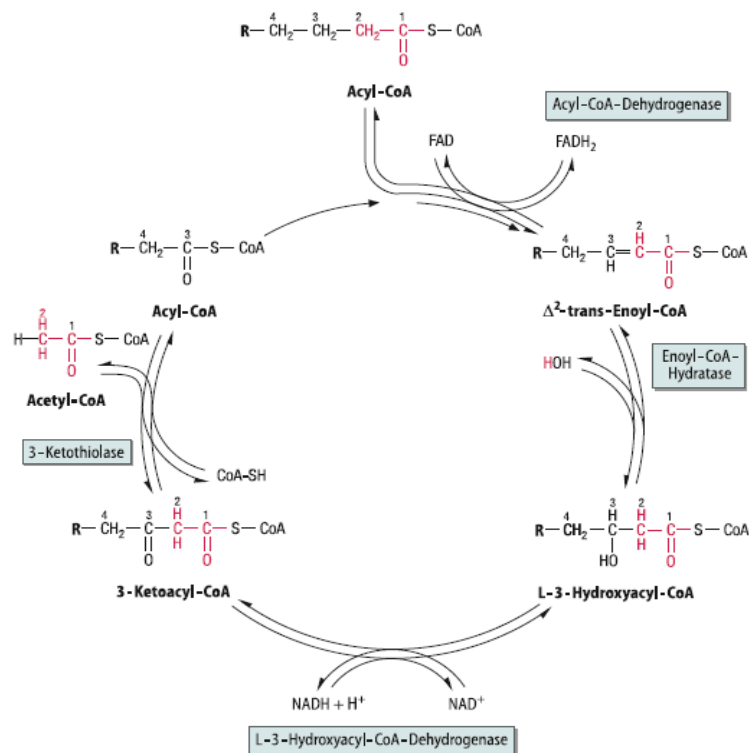 4 3 2 1
R–CH₂–CH₂–CH₂–C–S–CoA
O
Acyl-CoA
Acyl-CoA-Dehydrogenase
FAD
FADH₂
4 3
R–CH₂–C–S–CoA
O
Acyl-CoA
2
H
4 3 H 1
R–CH₂–C=C–C–S–CoA
H O
Δ²-trans-Enoyl-CoA
2
H 1
H–C–C–S–CoA
H O
Acetyl-CoA
HOH
Enoyl-CoA-
Hydratase
3-Ketothiolase
CoA-SH
2
4 3 H 1
R–CH₂–C–C–C–S–CoA
O H O
3-Ketoacyl-CoA
3 2
4 H H 1
R–CH₂–C–C–C–S–CoA
HO H O
L-3-Hydroxyacyl-CoA
NADH + H⁺
NAD⁺
L-3-Hydroxyacyl-CoA-Dehydrogenase